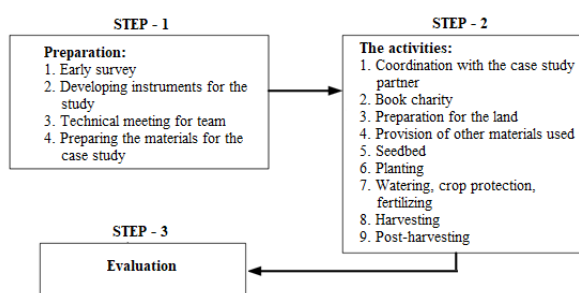 STEP - 1
Preparation:
1. Early survey
2. Developing instruments for the
study
3. Technical meeting for team
4. Preparing the materials for the
case study
STEP - 2
The activities:
1. Coordination with the case study
partner
2. Book charity
3. Preparation for the land
4. Provision of other materials used
5. Seedbed
6. Planting
7. Watering, crop protection,
fertilizing
8. Harvesting
9. Post-harvesting
STEP - 3
Evaluation